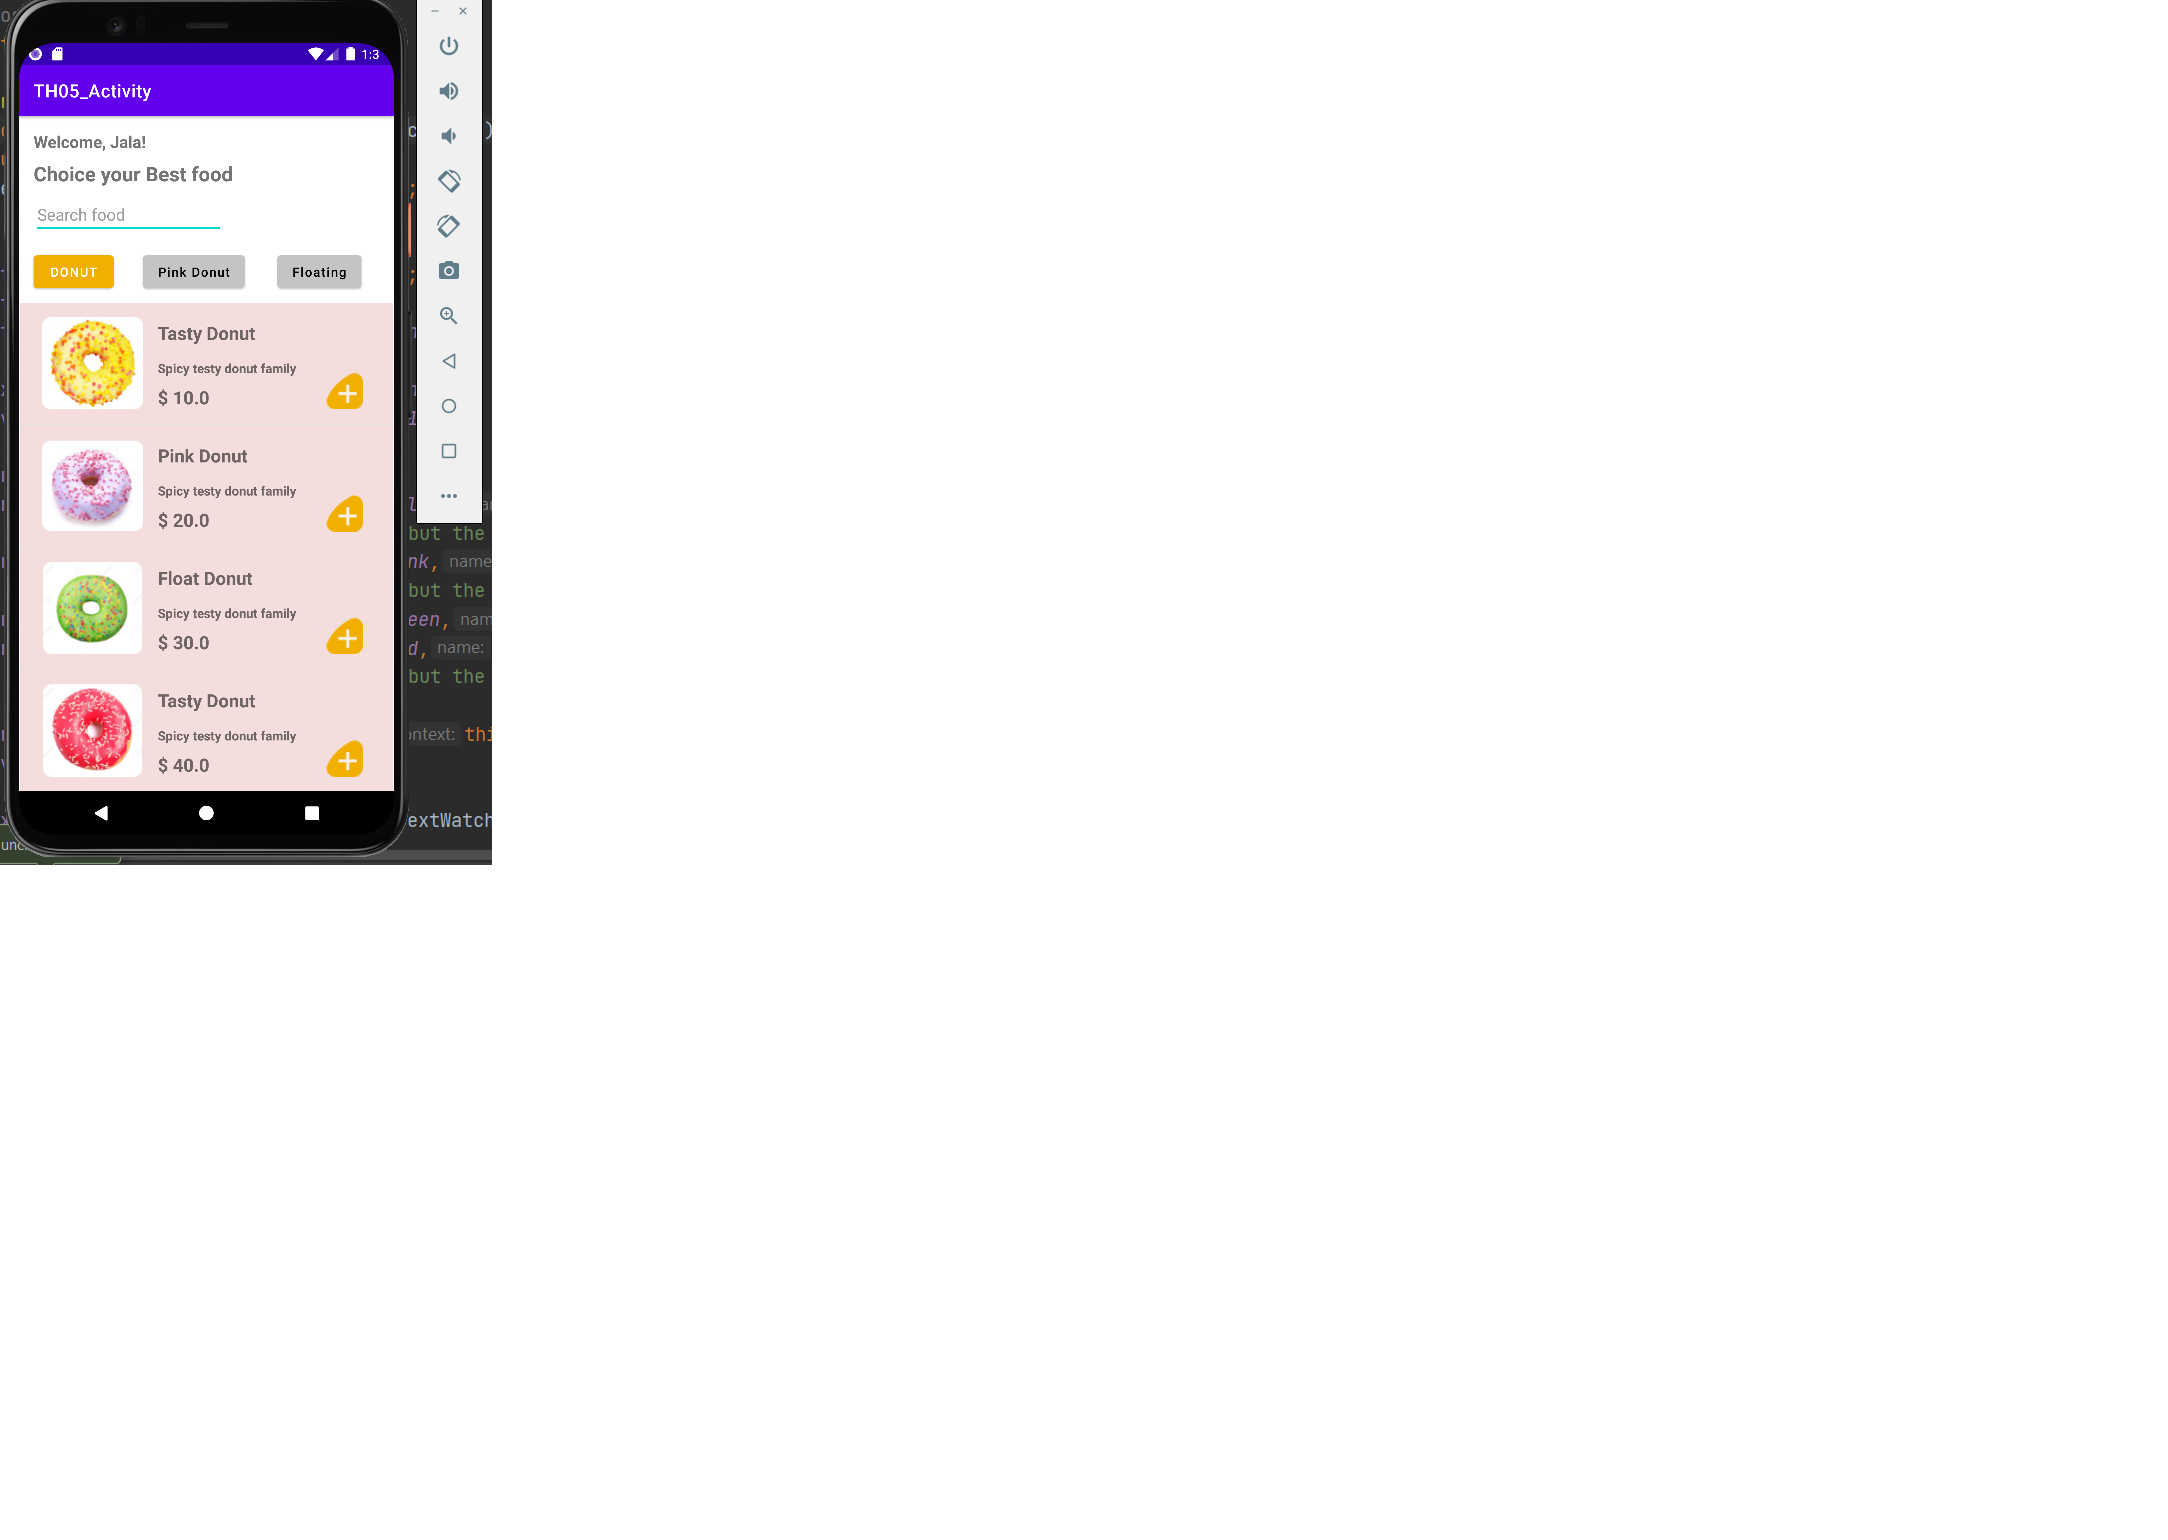 1:3
TH05_Activity
Welcome, Jala!
Choice your Best food
Search food
DONUT
Pink Donut
Floating
Tasty Donut
Spicy testy donut family
$ 10.0
Pink Donut
Spicy testy donut family
$ 20.0
Float Donut
Spicy testy donut family
$ 30.0
Tasty Donut
Spicy testy donut family
$ 40.0
c )
;
;
but the
nk, name
but the
een, nam
d, name:
but the
ontext: thi
extWatch
unc